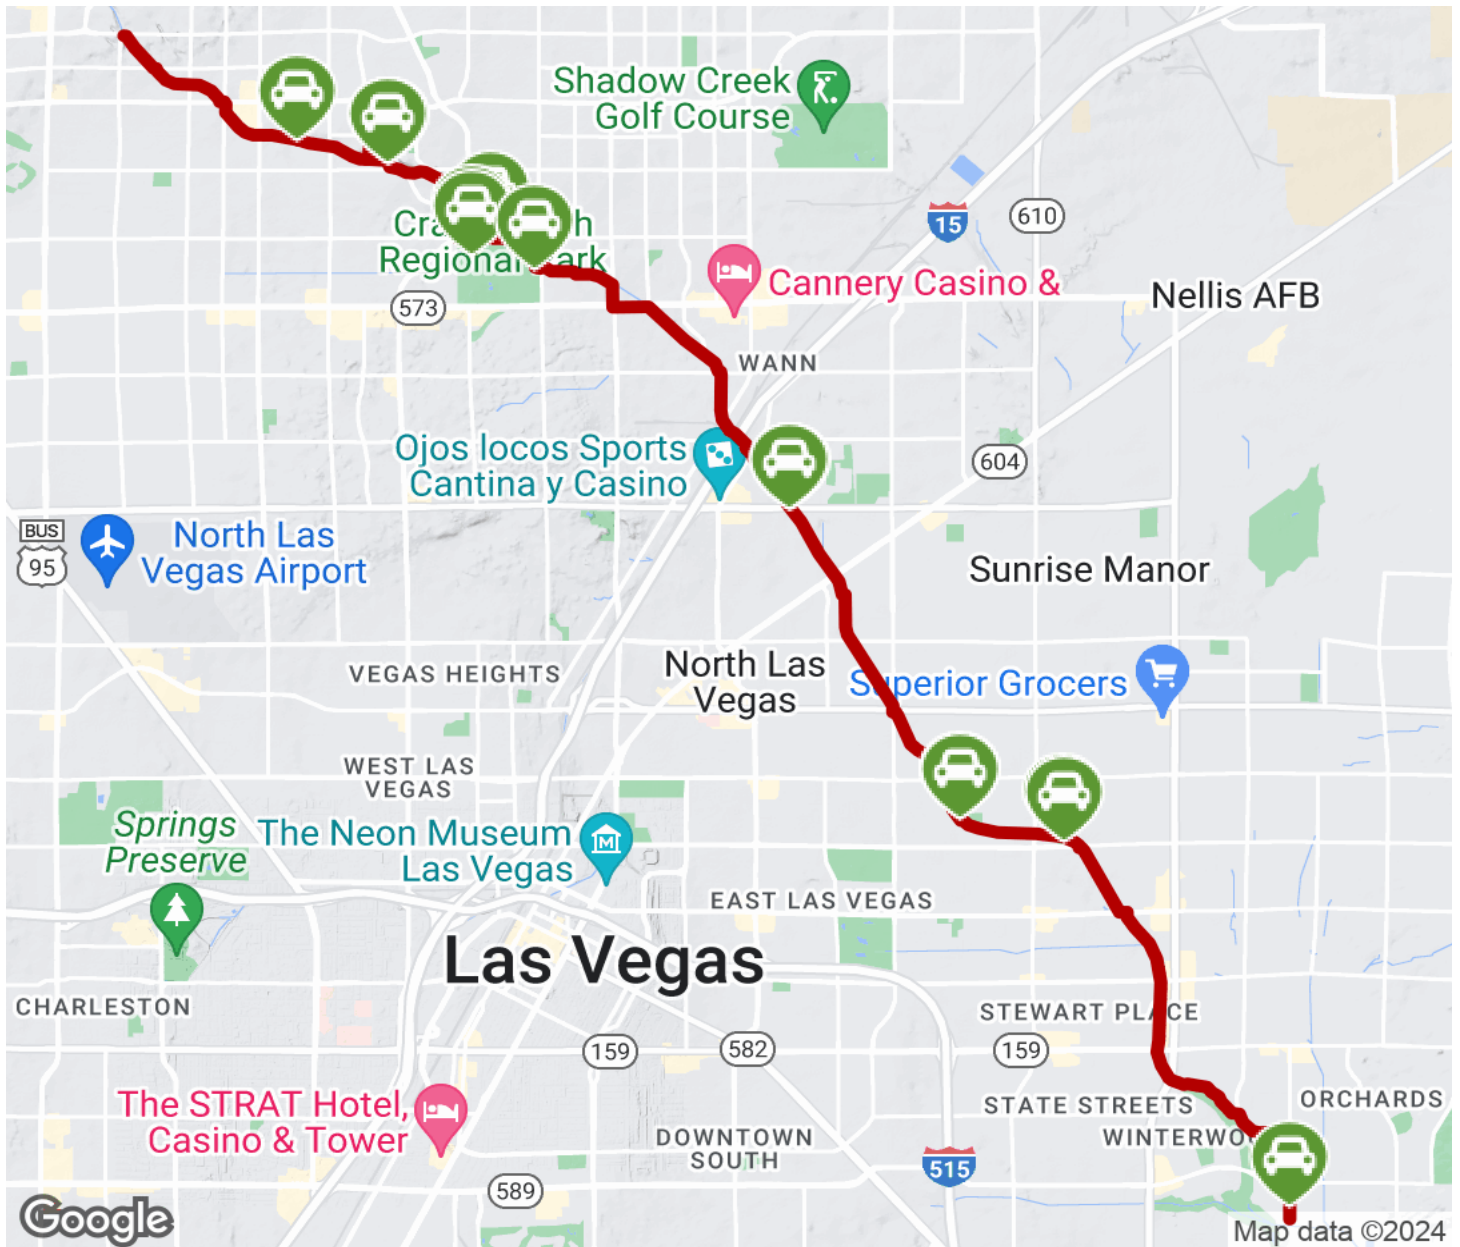 Shadow Creek
Golf Course
15
610
Cra
h
Regional
ark
Cannery Casino &
Nellis AFB
573
WANN
Ojos locos Sports
Cantina y Casino
604
BUS
95
North Las
Vegas Airport
Sunrise Manor
VEGAS HEIGHTS
North Las
Vegas
Superior Grocers
WEST LAS
VEGAS
Springs
Preserve
The Neon Museum
Las Vegas
M
EAST LAS VEGAS
Las Vegas
CHARLESTON
STEWART PLACE
159
582
159
The STRAT Hotel,
Casino & Tower
STATE STREETS
ORCHARDS
WINTERWO
DOWNTOWN
SOUTH
515
589
Google
Map data ©2024